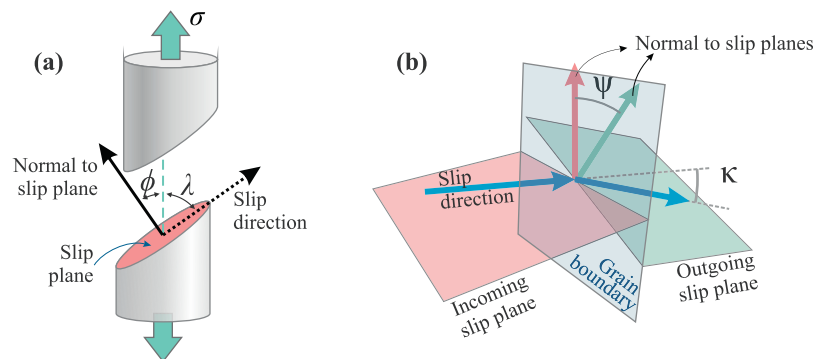 (a)
σ
Normal to
slip plane
ϕ
λ
Slip
direction
Slip
plane
(b)
Normal to slip planes
Ψ
Slip
direction
κ
Grain
boundary
Incoming
slip plane
Outgoing
slip plane